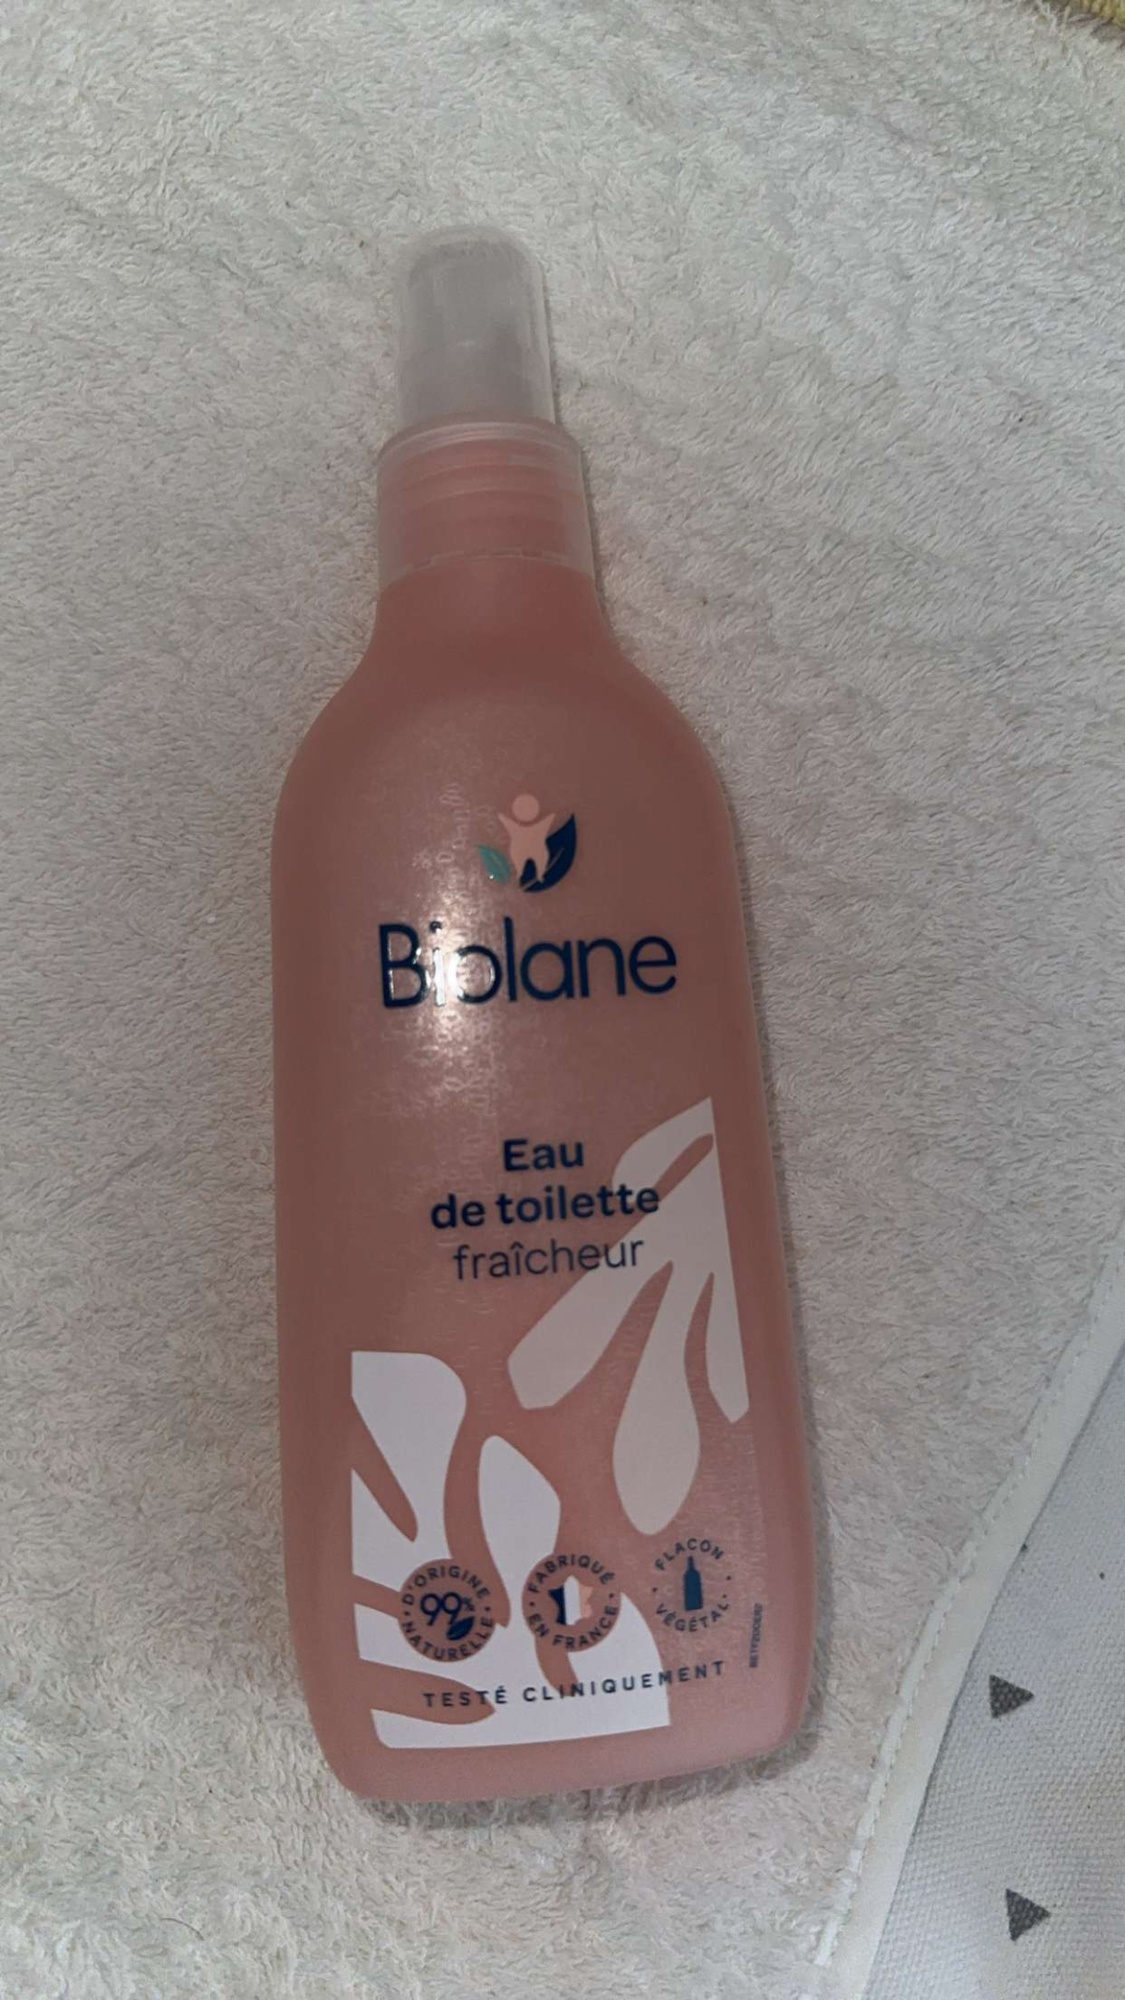 Biolane
Eau
de toilette
fraîcheur
D'ORIGINE
99%
NATURELLE
FABRIQUÉ
EN FRANCE
FLACON
VÉGÉTAL
TESTÉ CLINIQUEMENT